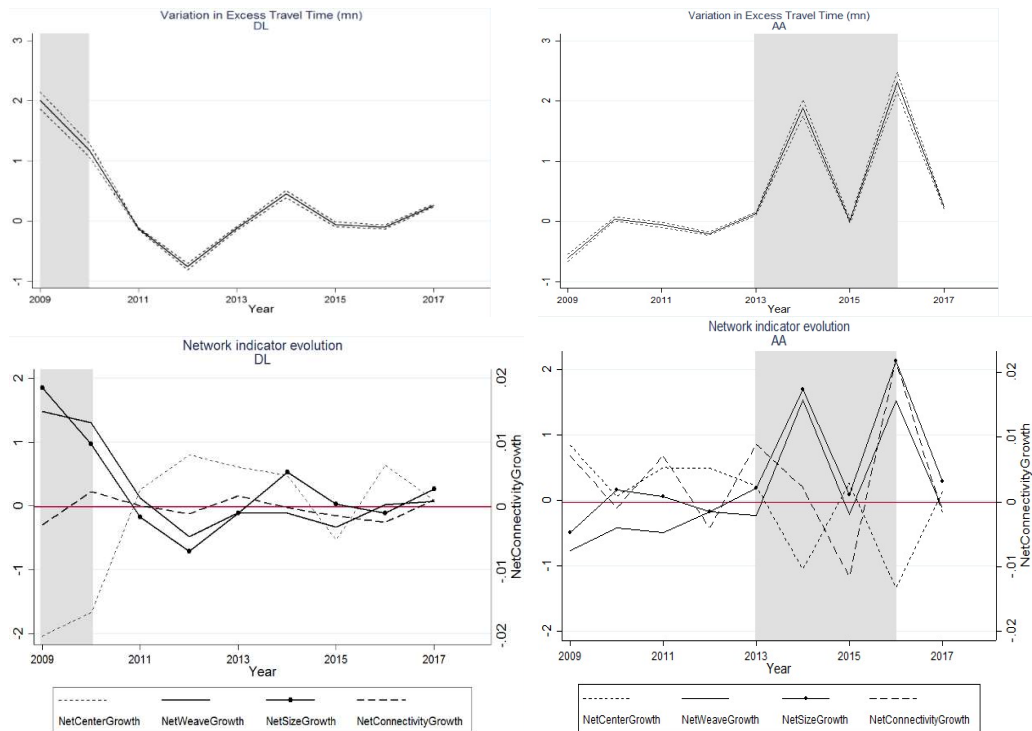 Variation in Excess Travel Time (mn)
DL
3
2
1
0
-1
2009 2011 2013 2015 2017
Year
Variation in Excess Travel Time (mn)
AA
3
2
1
0
-1
2009 2011 2013 2015 2017
Year
Network indicator evolution
DL
2
1
0
-1
-2
.02
.01
0
-.01
-.02
NetConnectivityGrowth
2009 2011 2013 2015 2017
Year
NetCenterGrowth NetWeaveGrowth NetSizeGrowth NetConnectivityGrowth
Network indicator evolution
AA
2
1
0
-1
-2
.02
.01
0
-.01
-.02
NetConnectivityGrowth
2009 2011 2013 2015 2017
Year
NetCenterGrowth NetWeaveGrowth NetSizeGrowth NetConnectivityGrowth